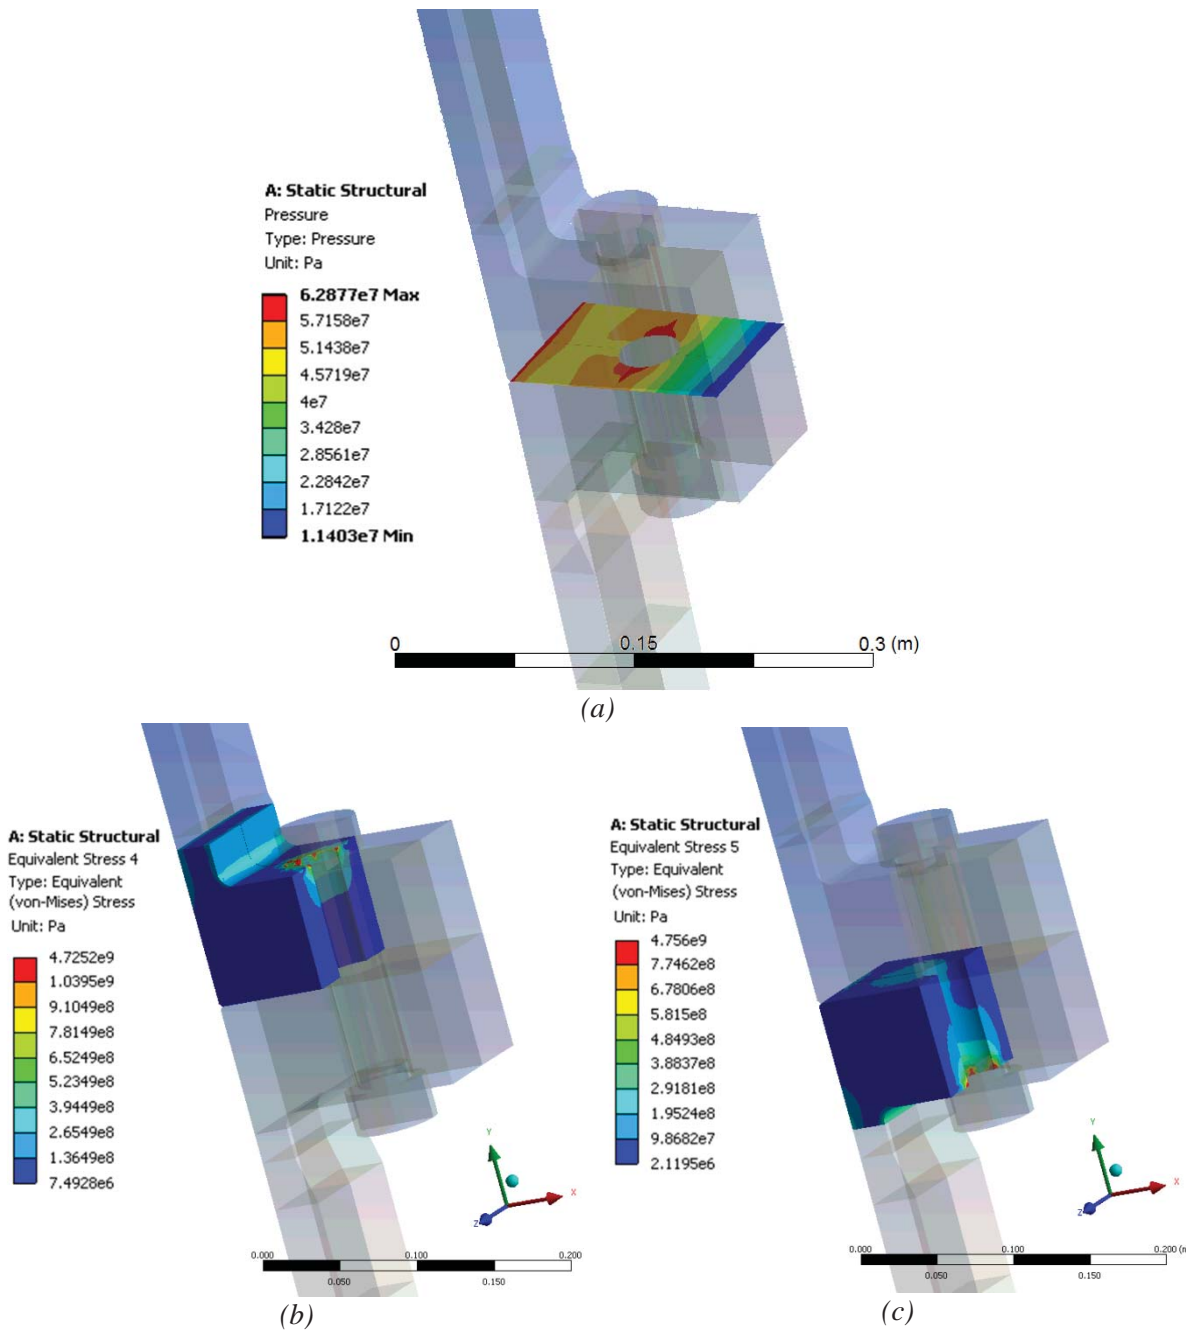 A: Static Structural
Pressure
Type: Pressure
Unit: Pa
6.2877e7 Max
5.7158e7
5.1438e7
4.5719e7
4e7
3.428e7
2.8561e7
2.2842e7
1.7122e7
1.1403e7 Min
0 0.15 0.3 (m)
(a)
A: Static Structural
Equivalent Stress 4
Type: Equivalent
(von-Mises) Stress
Unit: Pa
4.7252e9
1.0395e9
9.1049e8
7.8149e8
6.5249e8
5.2349e8
3.9449e8
2.6549e8
1.3649e8
7.4928e6
Y
X
Z
0.000 0.100 0.200
0.050 0.150
(b)
A: Static Structural
Equivalent Stress 5
Type: Equivalent
(von-Mises) Stress
Unit: Pa
4.756e9
7.7462e8
6.7806e8
5.815e8
4.8493e8
3.8837e8
2.9181e8
1.9524e8
9.8682e7
2.1195e6
Y
X
Z
0.000 0.100 0.200 (m
0.050 0.150
(c)